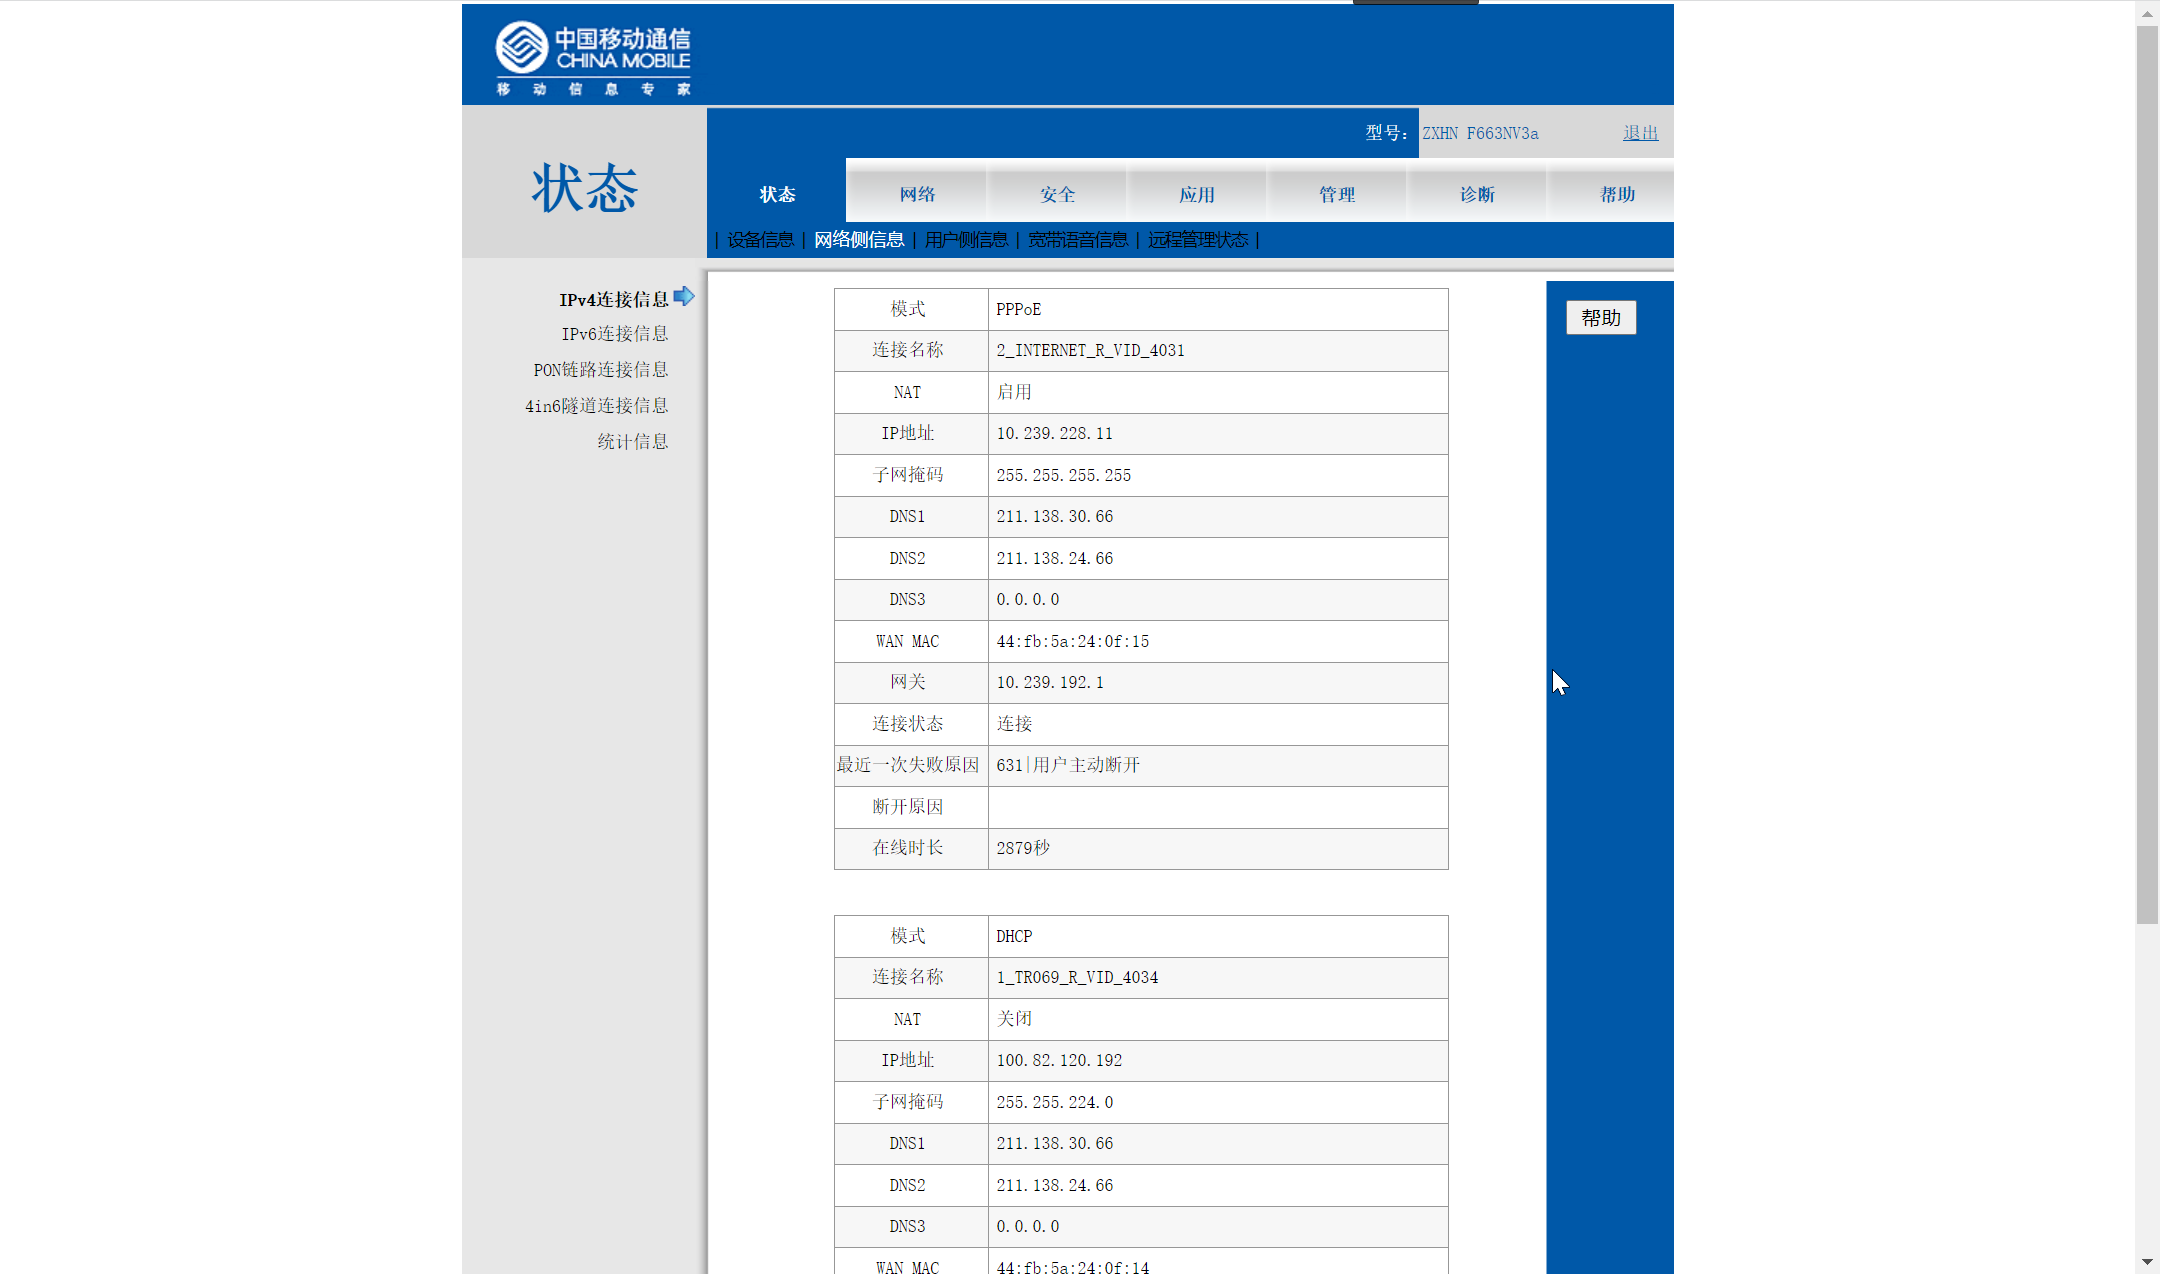 中国移动通信
CHINA MOBILE
移 动 信 息 专 家
型号： ZXHN F663NV3a 退出
状态
状态 网络 安全 应用 管理 诊断 帮助
| 设备信息 | 网络侧信息 | 用户侧信息 | 宽带语音信息 | 远程管理状态 |
IPv4连接信息
IPv6连接信息
PON链路连接信息
4in6隧道连接信息
统计信息
模式 PPPoE
连接名称 2_INTERNET_R_VID_4031
NAT 启用
IP地址 10.239.228.11
子网掩码 255.255.255.255
DNS1 211.138.30.66
DNS2 211.138.24.66
DNS3 0.0.0.0
WAN MAC 44:fb:5a:24:0f:15
网关 10.239.192.1
连接状态 连接
最近一次失败原因 631|用户主动断开
断开原因
在线时长 2879秒
模式 DHCP
连接名称 1_TR069_R_VID_4034
NAT 关闭
IP地址 100.82.120.192
子网掩码 255.255.224.0
DNS1 211.138.30.66
DNS2 211.138.24.66
DNS3 0.0.0.0
WAN MAC 44:fb:5a:24:0f:14
帮助